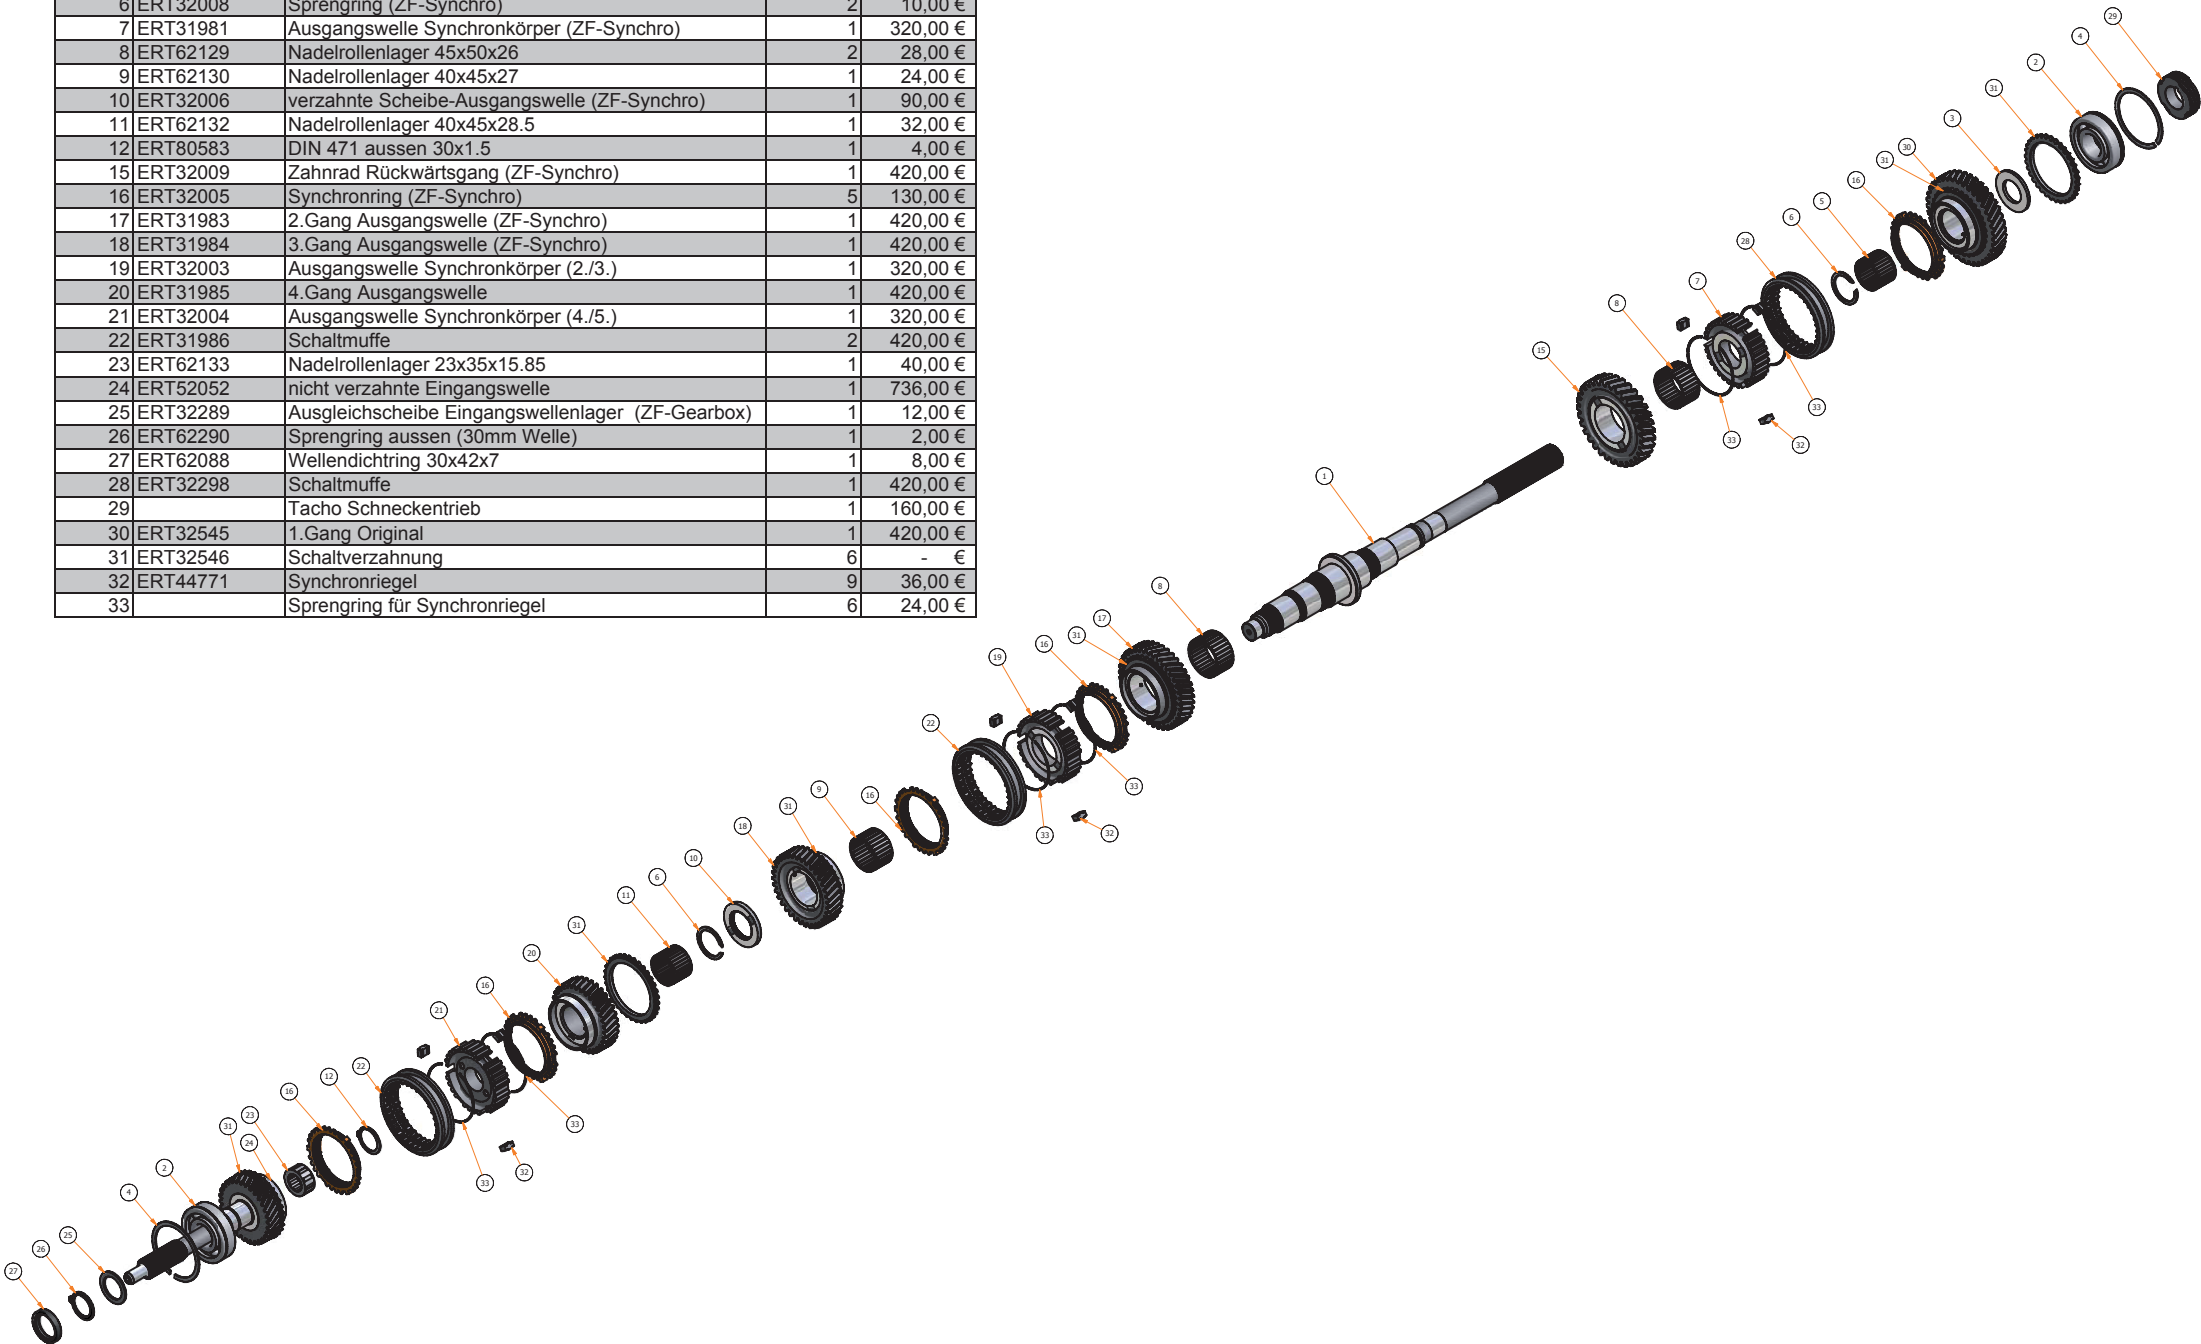 6 ERT32008 Sprengring (ZF-Synchro) 2 10,00 €
7 ERT31981 Ausgangswelle Synchronkörper (ZF-Synchro) 1 320,00 €
8 ERT62129 Nadelrollenlager 45x50x26 2 28,00 €
9 ERT62130 Nadelrollenlager 40x45x27 1 24,00 €
10 ERT32006 verzahnte Scheibe-Ausgangswelle (ZF-Synchro) 1 90,00 €
11 ERT62132 Nadelrollenlager 40x45x28.5 1 32,00 €
12 ERT80583 DIN 471 aussen 30x1.5 1 4,00 €
15 ERT32009 Zahnrad Rückwärtsgang (ZF-Synchro) 1 420,00 €
16 ERT32005 Synchronring (ZF-Synchro) 5 130,00 €
17 ERT31983 2.Gang Ausgangswelle (ZF-Synchro) 1 420,00 €
18 ERT31984 3.Gang Ausgangswelle (ZF-Synchro) 1 420,00 €
19 ERT32003 Ausgangswelle Synchronkörper (2./3.) 1 320,00 €
20 ERT31985 4.Gang Ausgangswelle 1 420,00 €
21 ERT32004 Ausgangswelle Synchronkörper (4./5.) 1 320,00 €
22 ERT31986 Schaltmuffe 2 420,00 €
23 ERT62133 Nadelrollenlager 23x35x15.85 1 40,00 €
24 ERT52052 nicht verzahnte Eingangswelle 1 736,00 €
25 ERT32289 Ausgleichscheibe Eingangswellenlager (ZF-Gearbox) 1 12,00 €
26 ERT62290 Sprengring aussen (30mm Welle) 1 2,00 €
27 ERT62088 Wellendichtring 30x42x7 1 8,00 €
28 ERT32298 Schaltmuffe 1 420,00 €
29 Tacho Schneckentrieb 1 160,00 €
30 ERT32545 1.Gang Original 1 420,00 €
31 ERT32546 Schaltverzahnung 6 - €
32 ERT44771 Synchronriegel 9 36,00 €
33 Sprengring für Synchronriegel 6 24,00 €
29
4
2
31
3
30
31
16
5
6
28
7
8
15
33
33
32
1
8
17
31
16
19
22
33
33
32
16
9
31
18
10
6
11
31
20
16
21
22
33
33
32
12
16
23
31
24
2
4
25
26
27